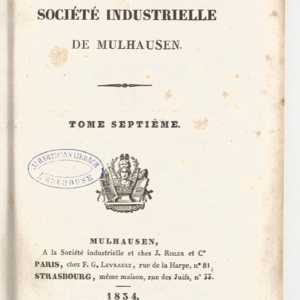 SOCIÉTÉ INDUSTRIELLE
DE MULHAUSEN.
TOME SEPTIÈME.
MULHAUSEN,
A la Société industrielle et chez J. Risler et Cᵉ
PARIS, chez F. G. Levrault, rue de la Harpe, n.º 81;
STRASBOURG, même maison, rue des Juifs, n.º 33.
1834.